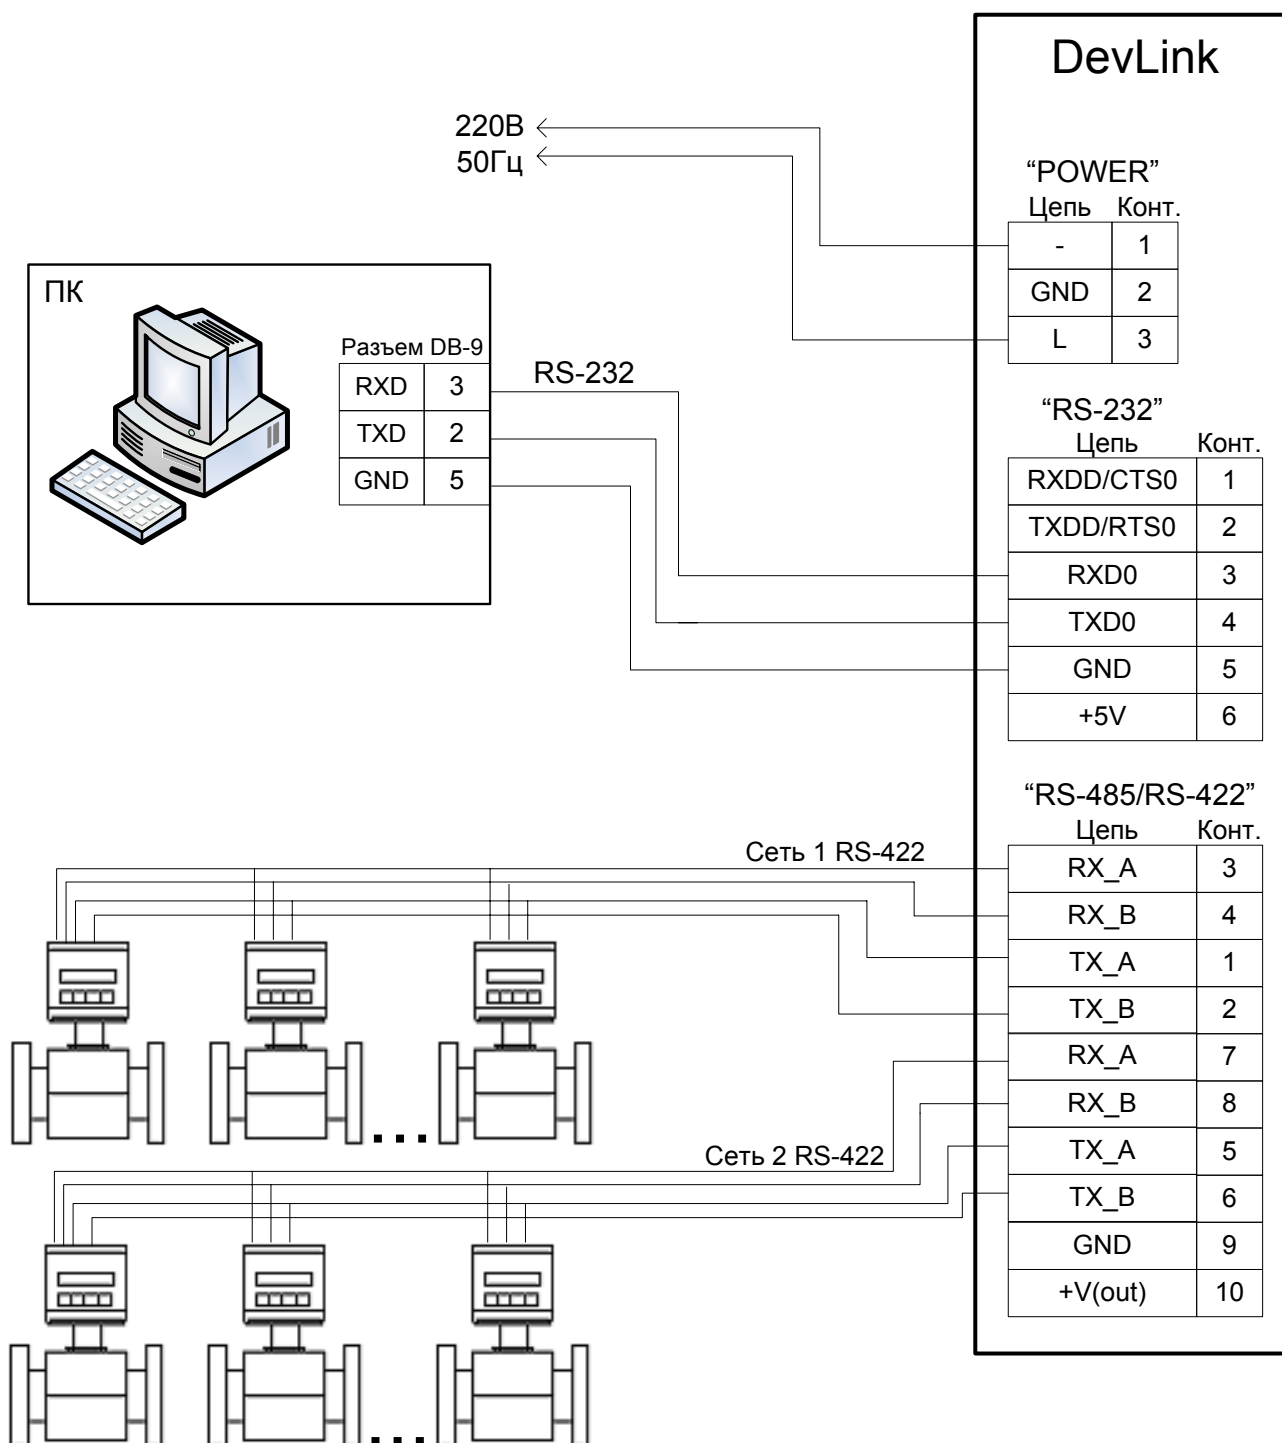 DevLink
220В
50Гц
“POWER”
Цепь Конт.
- 1
GND 2
L 3
ПК
Разъем DB-9
RXD 3
TXD 2
GND 5
RS-232
“RS-232”
Цепь Конт.
RXDD/CTS0 1
TXDD/RTS0 2
RXD0 3
TXD0 4
GND 5
+5V 6
“RS-485/RS-422”
Цепь Конт.
Сеть 1 RS-422
RX_A 3
RX_B 4
TX_A 1
TX_B 2
RX_A 7
RX_B 8
TX_A 5
TX_B 6
GND 9
+V(out) 10
...
Сеть 2 RS-422
...